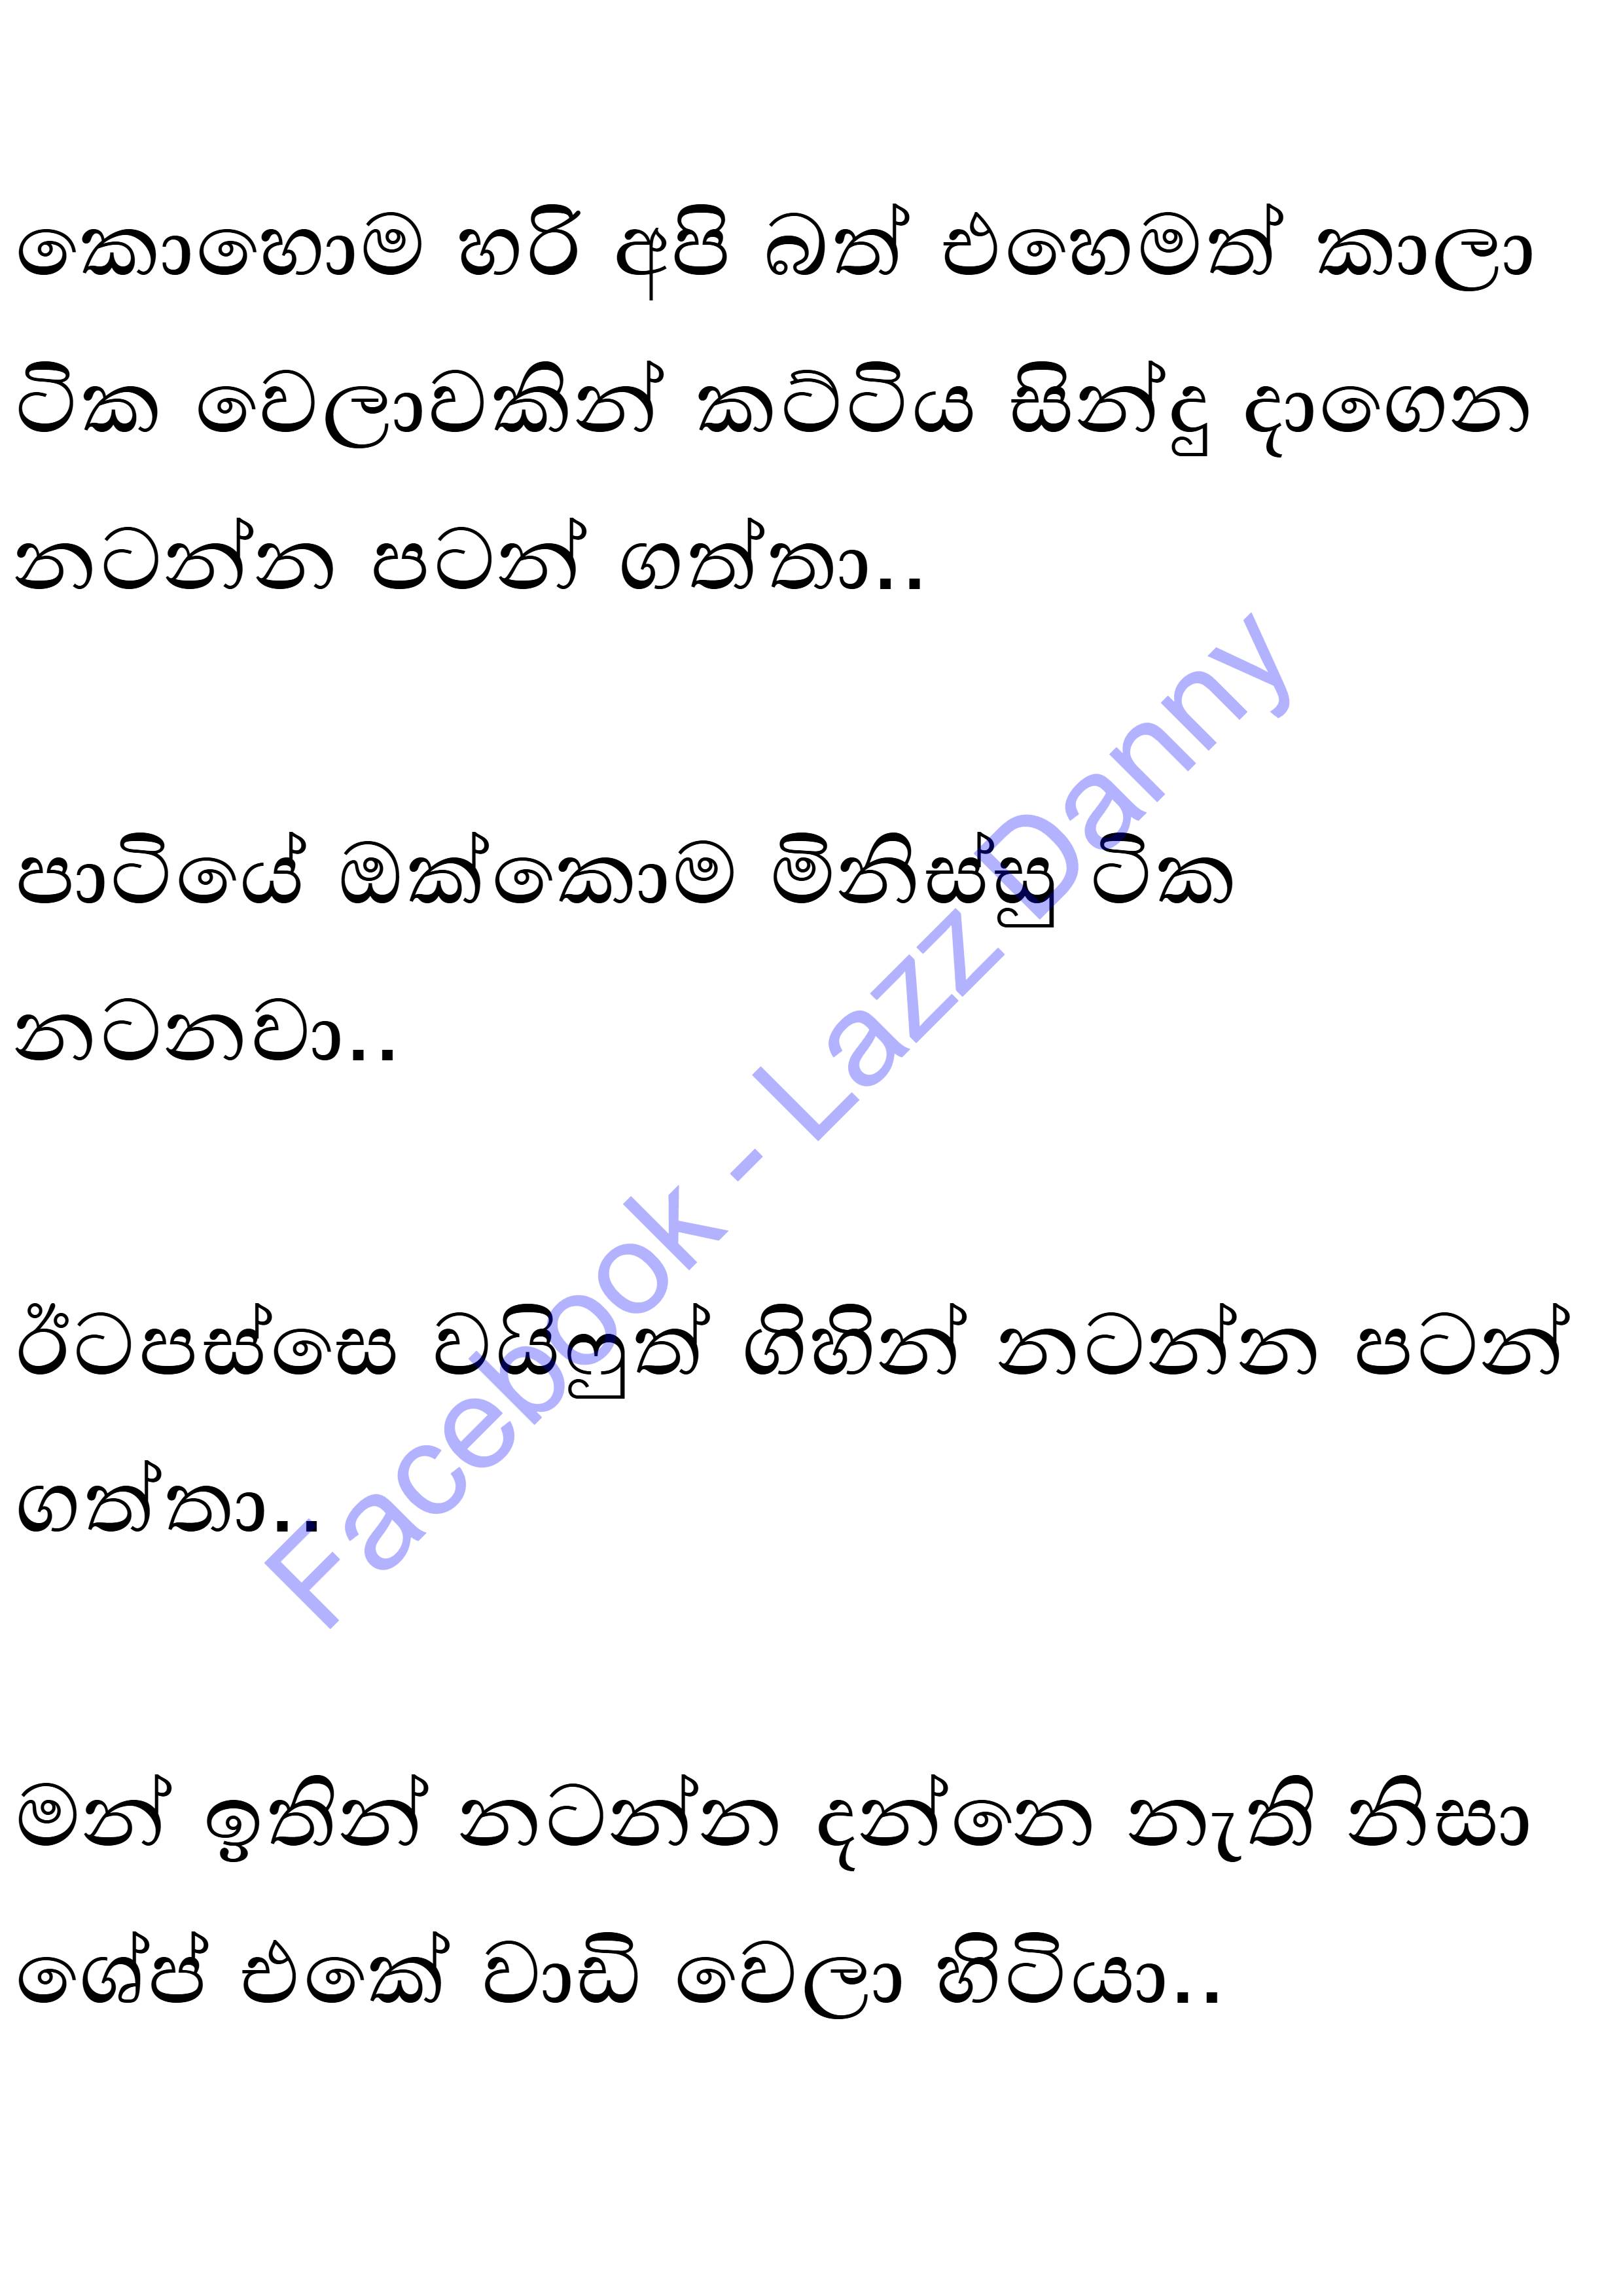 කොහොම හරි අපි බත් එහෙමත් කාලා
ටික වෙලාවකින් කට්ටිය සින්දු දාගෙන
නටන්න පටන් ගත්තා..
පාටියේ ඔක්කොම මිනිස්සු ටික
නටනවා..
ඊටපස්සෙ වයිෆුත් ගිහින් නටන්න පටන්
ගත්තා..
මන් ඉතින් නටන්න දන්නෙ නැති නිසා
ශේප් එකේ වාඩි වෙලා හිටියා..
Facebook - Lazz Danny